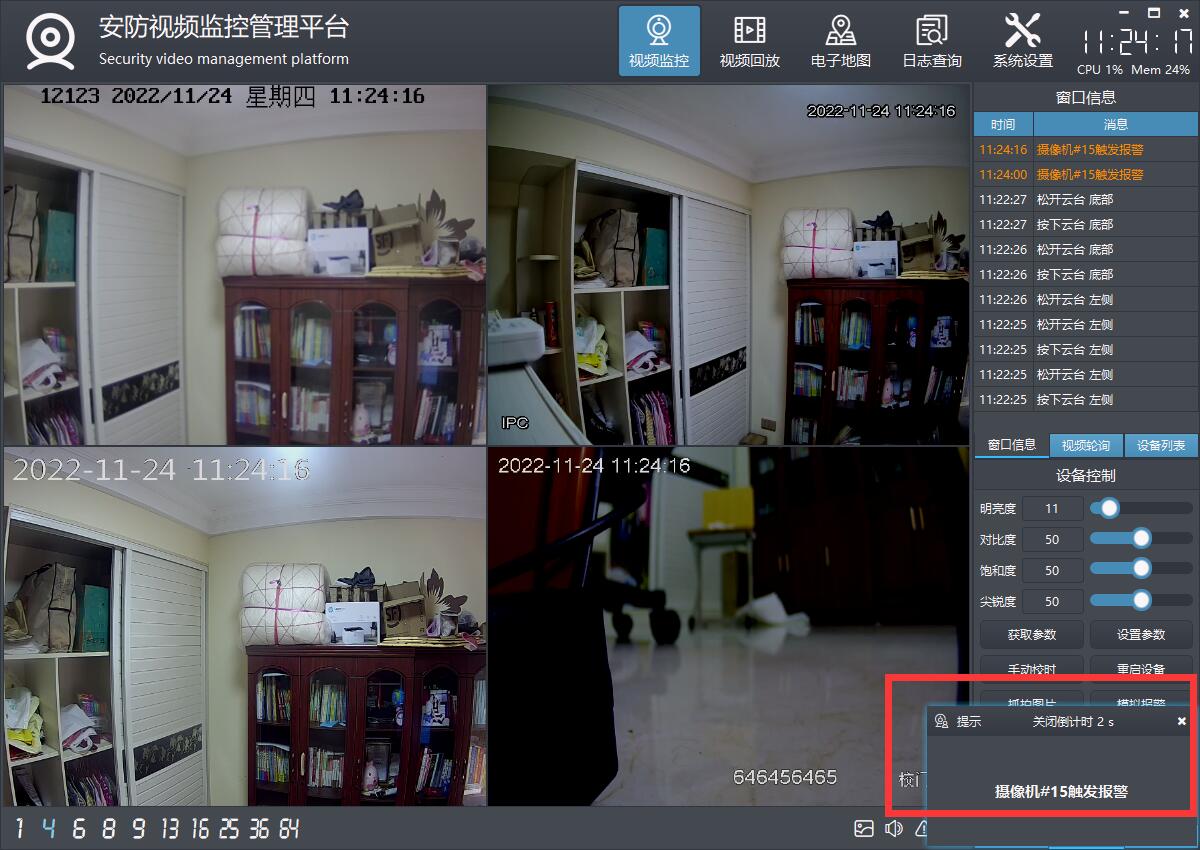 安防视频监控管理平台
Security video management platform
视频监控
视频回放
电子地图
日志查询
系统设置
11:24:17
CPU 1% Mem 24%
12123 2022/11/24 星期四 11:24:16
2022-11-24 11:24:16
IPC
2022-11-24 11:24:16
2022-11-24 11:24:16
646456465
校门
窗口信息
时间 消息
11:24:16 摄像机#15触发报警
11:24:00 摄像机#15触发报警
11:22:27 松开云台 底部
11:22:27 按下云台 底部
11:22:26 松开云台 底部
11:22:26 按下云台 底部
11:22:26 松开云台 左侧
11:22:25 松开云台 左侧
11:22:25 按下云台 左侧
11:22:25 松开云台 左侧
11:22:25 按下云台 左侧
窗口信息 视频轮询 设备列表
设备控制
明亮度 11
对比度 50
饱和度 50
尖锐度 50
获取参数 设置参数
手动校时 重启设备
抓拍图片 模拟报警
提示 关闭倒计时 2 s
摄像机#15触发报警
1 4 6 8 9 13 16 25 36 64